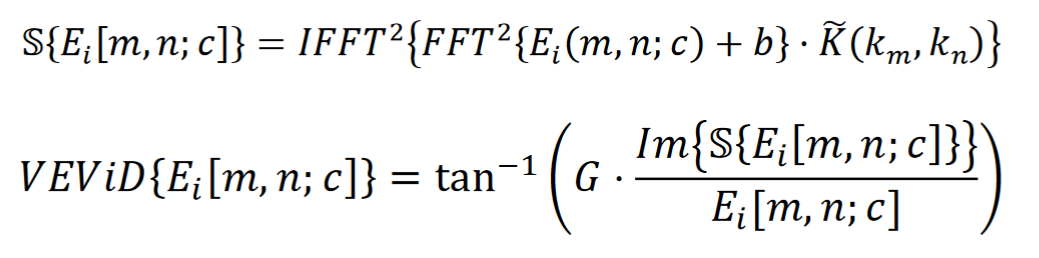 𝕊{E_i[m, n; c]} = IFFT²{FFT²{E_i(m, n; c) + b} · K̃(k_m, k_n)}
VEViD{E_i[m, n; c]} = tan⁻¹(G · Im{𝕊{E_i[m, n; c]}} / E_i[m, n; c])